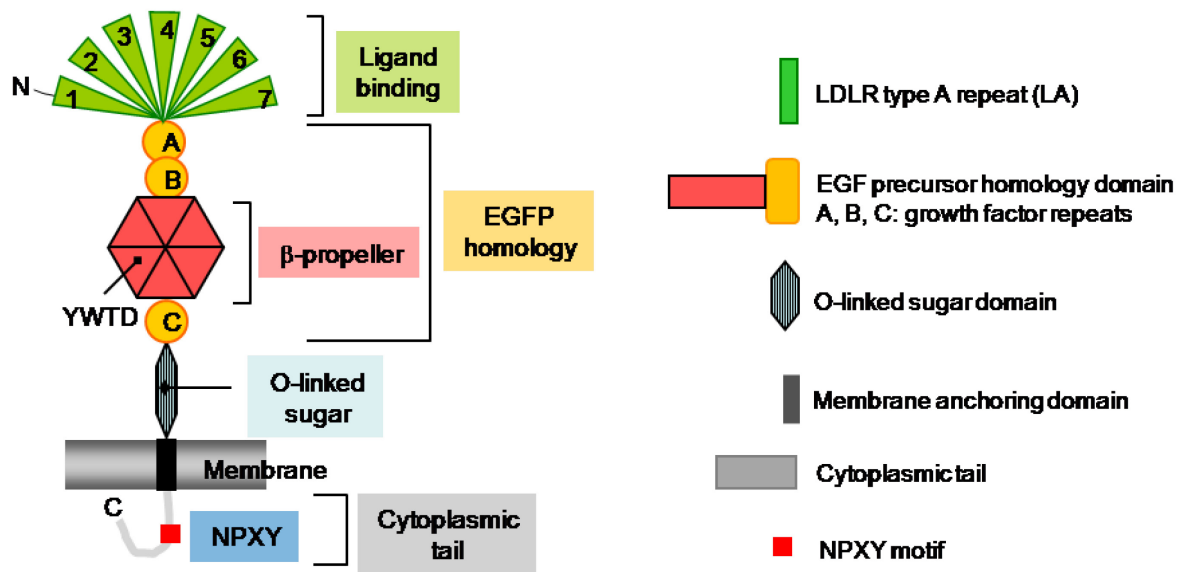 N
1
2
3
4
5
6
7
Ligand
binding
A
B
EGFP
homology
β-propeller
YWTD
C
O-linked
sugar
Membrane
C
NPXY
Cytoplasmic
tail
LDLR type A repeat (LA)
EGF precursor homology domain
A, B, C: growth factor repeats
O-linked sugar domain
Membrane anchoring domain
Cytoplasmic tail
NPXY motif